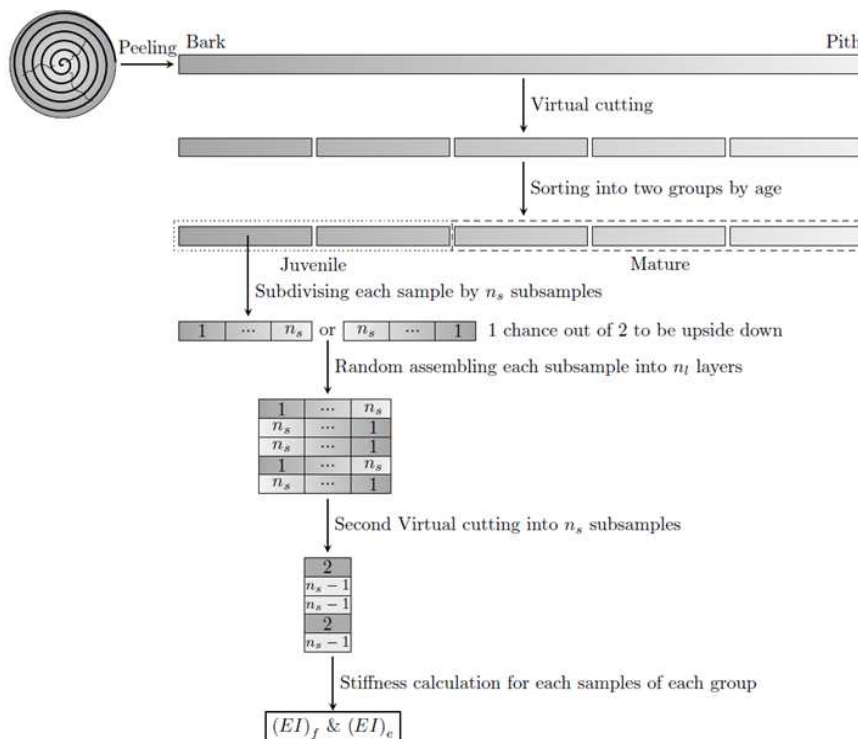 Peeling
Bark
Pith
Virtual cutting
Sorting into two groups by age
Juvenile
Mature
Subdivising each sample by n_s subsamples
1 ... n_s or n_s ... 1 1 chance out of 2 to be upside down
Random assembling each subsample into n_l layers
1 ... n_s
n_s ... 1
n_s ... 1
1 ... n_s
n_s ... 1
Second Virtual cutting into n_s subsamples
2
n_s − 1
n_s − 1
2
n_s − 1
Stiffness calculation for each samples of each group
(EI)_f & (EI)_e